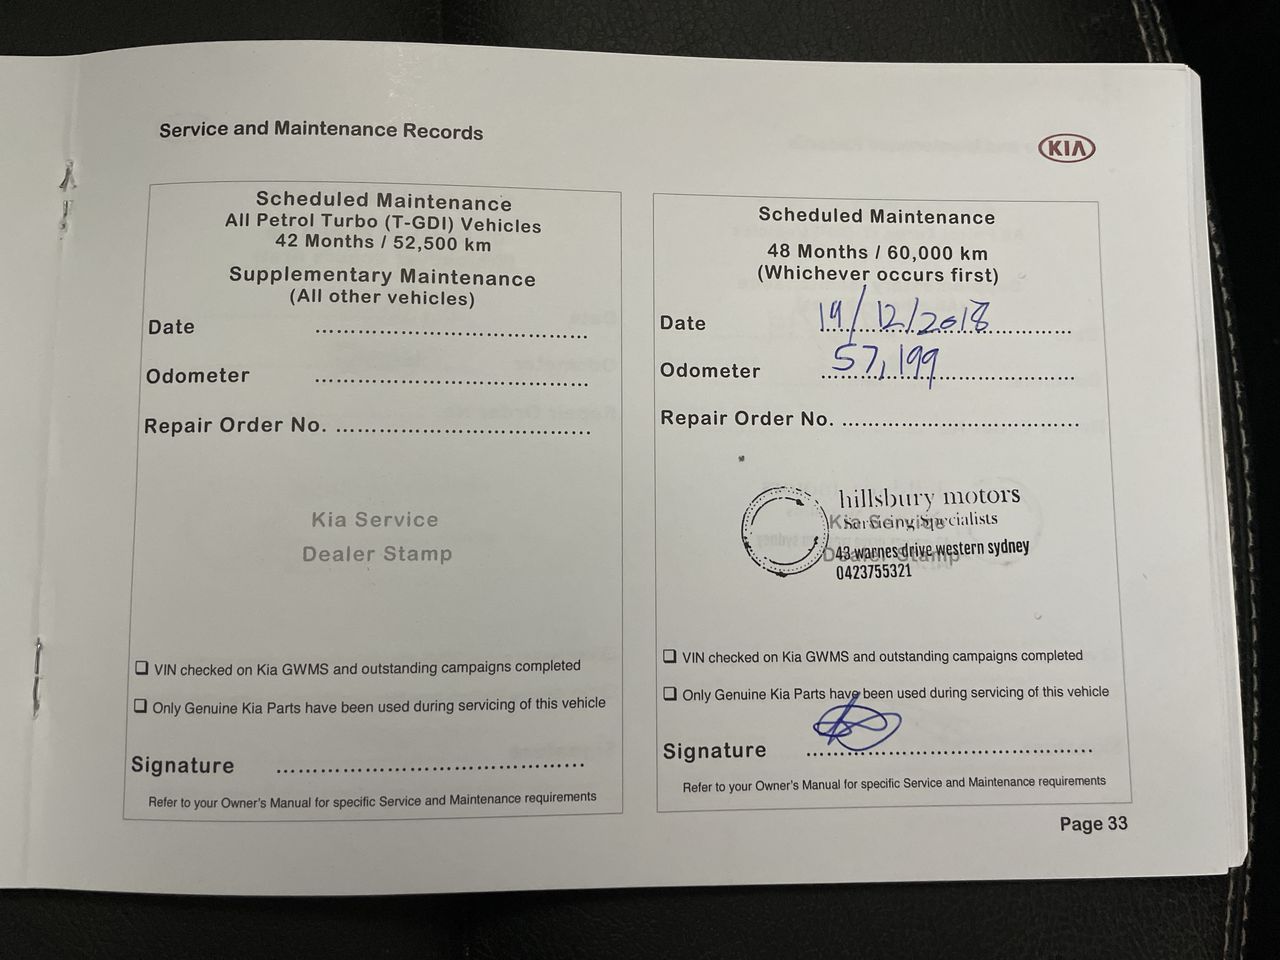 Service and Maintenance Records
KIA
Scheduled Maintenance
All Petrol Turbo (T-GDI) Vehicles
42 Months / 52,500 km
Supplementary Maintenance
(All other vehicles)
Date ..........................................
Odometer ..........................................
Repair Order No. .......................................
Kia Service
Dealer Stamp
❑ VIN checked on Kia GWMS and outstanding campaigns completed
❑ Only Genuine Kia Parts have been used during servicing of this vehicle
Signature ...............................................
Refer to your Owner's Manual for specific Service and Maintenance requirements
Scheduled Maintenance
48 Months / 60,000 km
(Whichever occurs first)
Date 19/12/2018
Odometer 57,199
Repair Order No. ....................................
hillsbury motors
Kia Service
Servicing Specialists
43 warnes drive western sydney
Dealer Stamp
0423755321
❑ VIN checked on Kia GWMS and outstanding campaigns completed
❑ Only Genuine Kia Parts have been used during servicing of this vehicle
Signature ...........................................
Refer to your Owner's Manual for specific Service and Maintenance requirements
Page 33